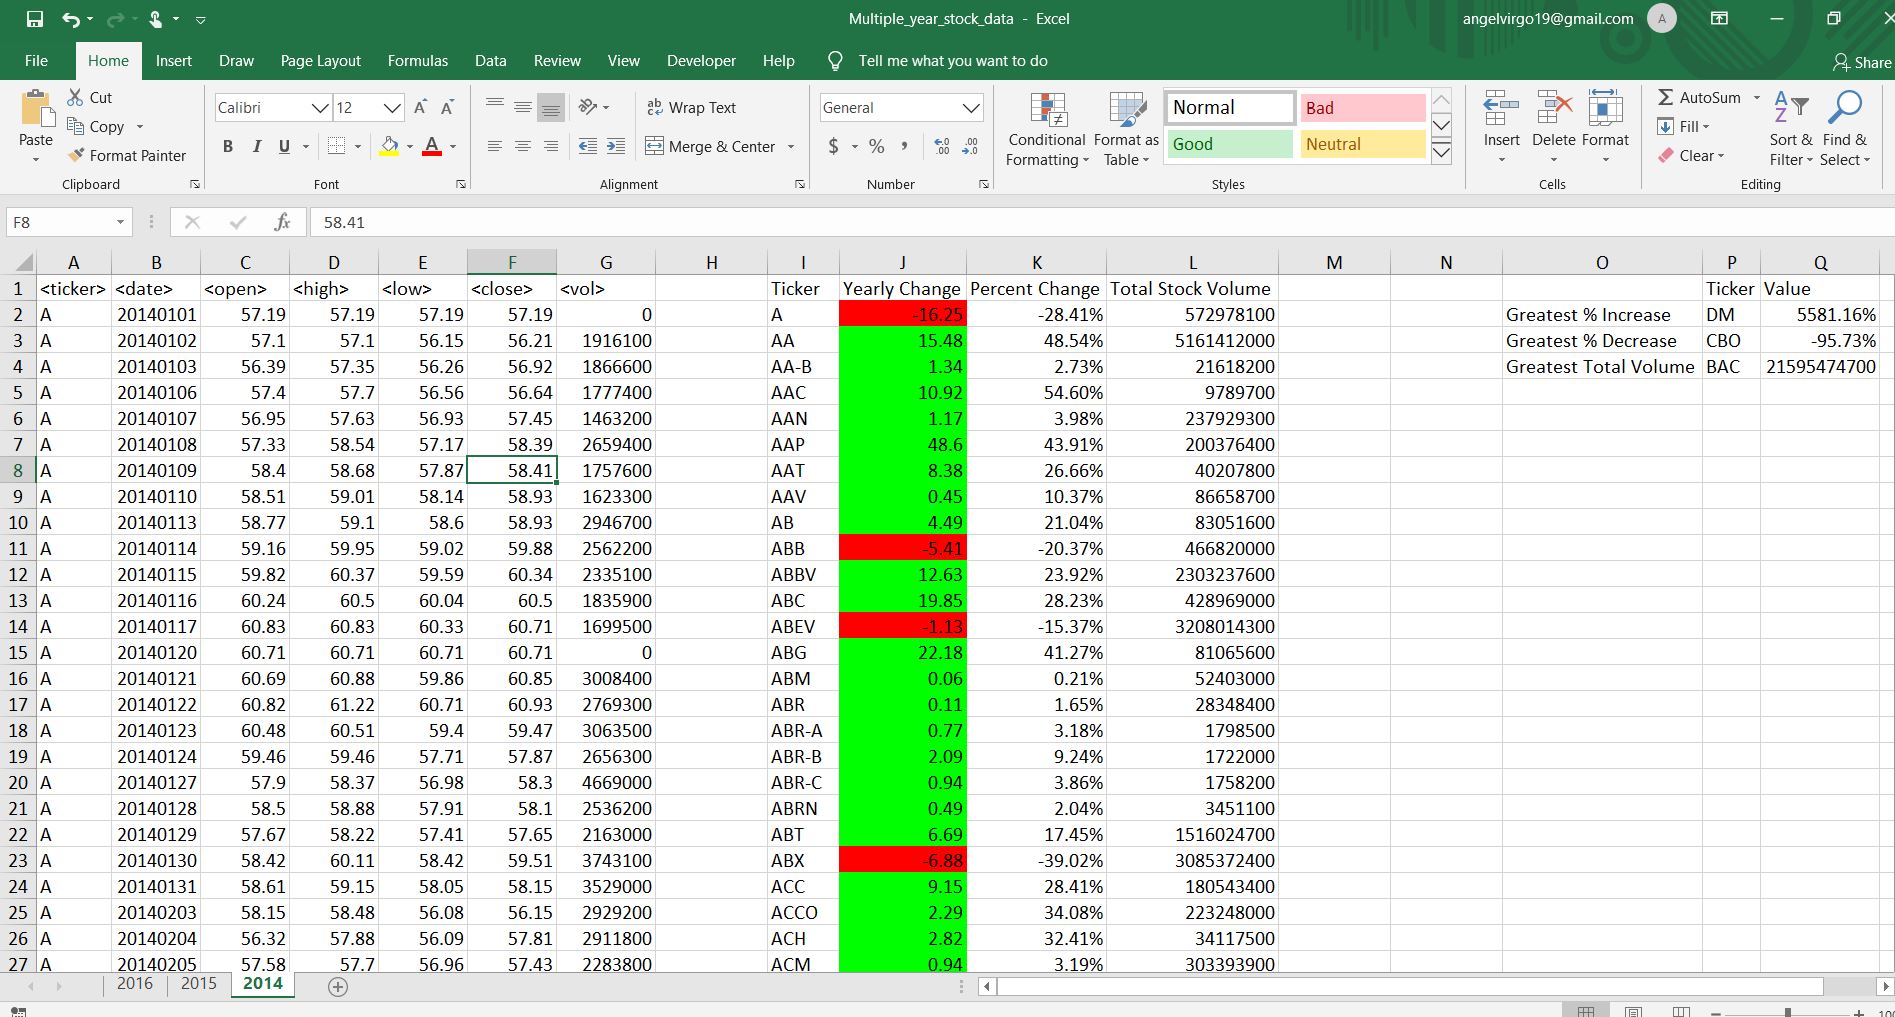 Multiple_year_stock_data - Excel
angelvirgo19@gmail.com A
File Home Insert Draw Page Layout Formulas Data Review View Developer Help Tell me what you want to do Share
Paste
Cut
Copy
Format Painter
Clipboard
Calibri 12 A A
B I U A
Font
ab Wrap Text
Merge & Center
Alignment
General
$ % ,
Number
Conditional Formatting
Format as Table
Normal Bad
Good Neutral
Styles
Insert Delete Format
Cells
Σ AutoSum
Fill
Clear
Sort & Filter
Find & Select
Editing
F8 fx 58.41
A B C D E F G H I J K L M N O P Q
1 <ticker> <date> <open> <high> <low> <close> <vol> Ticker Yearly Change Percent Change Total Stock Volume Ticker Value
2 A 20140101 57.19 57.19 57.19 57.19 0 A -16.25 -28.41% 572978100 Greatest % Increase DM 5581.16%
3 A 20140102 57.1 57.1 56.15 56.21 1916100 AA 15.48 48.54% 5161412000 Greatest % Decrease CBO -95.73%
4 A 20140103 56.39 57.35 56.26 56.92 1866600 AA-B 1.34 2.73% 21618200 Greatest Total Volume BAC 21595474700
5 A 20140106 57.4 57.7 56.56 56.64 1777400 AAC 10.92 54.60% 9789700
6 A 20140107 56.95 57.63 56.93 57.45 1463200 AAN 1.17 3.98% 237929300
7 A 20140108 57.33 58.54 57.17 58.39 2659400 AAP 48.6 43.91% 200376400
8 A 20140109 58.4 58.68 57.87 58.41 1757600 AAT 8.38 26.66% 40207800
9 A 20140110 58.51 59.01 58.14 58.93 1623300 AAV 0.45 10.37% 86658700
10 A 20140113 58.77 59.1 58.6 58.93 2946700 AB 4.49 21.04% 83051600
11 A 20140114 59.16 59.95 59.02 59.88 2562200 ABB -5.41 -20.37% 466820000
12 A 20140115 59.82 60.37 59.59 60.34 2335100 ABBV 12.63 23.92% 2303237600
13 A 20140116 60.24 60.5 60.04 60.5 1835900 ABC 19.85 28.23% 428969000
14 A 20140117 60.83 60.83 60.33 60.71 1699500 ABEV -1.13 -15.37% 3208014300
15 A 20140120 60.71 60.71 60.71 60.71 0 ABG 22.18 41.27% 81065600
16 A 20140121 60.69 60.88 59.86 60.85 3008400 ABM 0.06 0.21% 52403000
17 A 20140122 60.82 61.22 60.71 60.93 2769300 ABR 0.11 1.65% 28348400
18 A 20140123 60.48 60.51 59.4 59.47 3063500 ABR-A 0.77 3.18% 1798500
19 A 20140124 59.46 59.46 57.71 57.87 2656300 ABR-B 2.09 9.24% 1722000
20 A 20140127 57.9 58.37 56.98 58.3 4669000 ABR-C 0.94 3.86% 1758200
21 A 20140128 58.5 58.88 57.91 58.1 2536200 ABRN 0.49 2.04% 3451100
22 A 20140129 57.67 58.22 57.41 57.65 2163000 ABT 6.69 17.45% 1516024700
23 A 20140130 58.42 60.11 58.42 59.51 3743100 ABX -6.88 -39.02% 3085372400
24 A 20140131 58.61 59.15 58.05 58.15 3529000 ACC 9.15 28.41% 180543400
25 A 20140203 58.15 58.48 56.08 56.15 2929200 ACCO 2.29 34.08% 223248000
26 A 20140204 56.32 57.88 56.09 57.81 2911800 ACH 2.82 32.41% 34117500
27 A 20140205 57.58 57.7 56.96 57.43 2283800 ACM 0.94 3.19% 303393900
2016 2015 2014